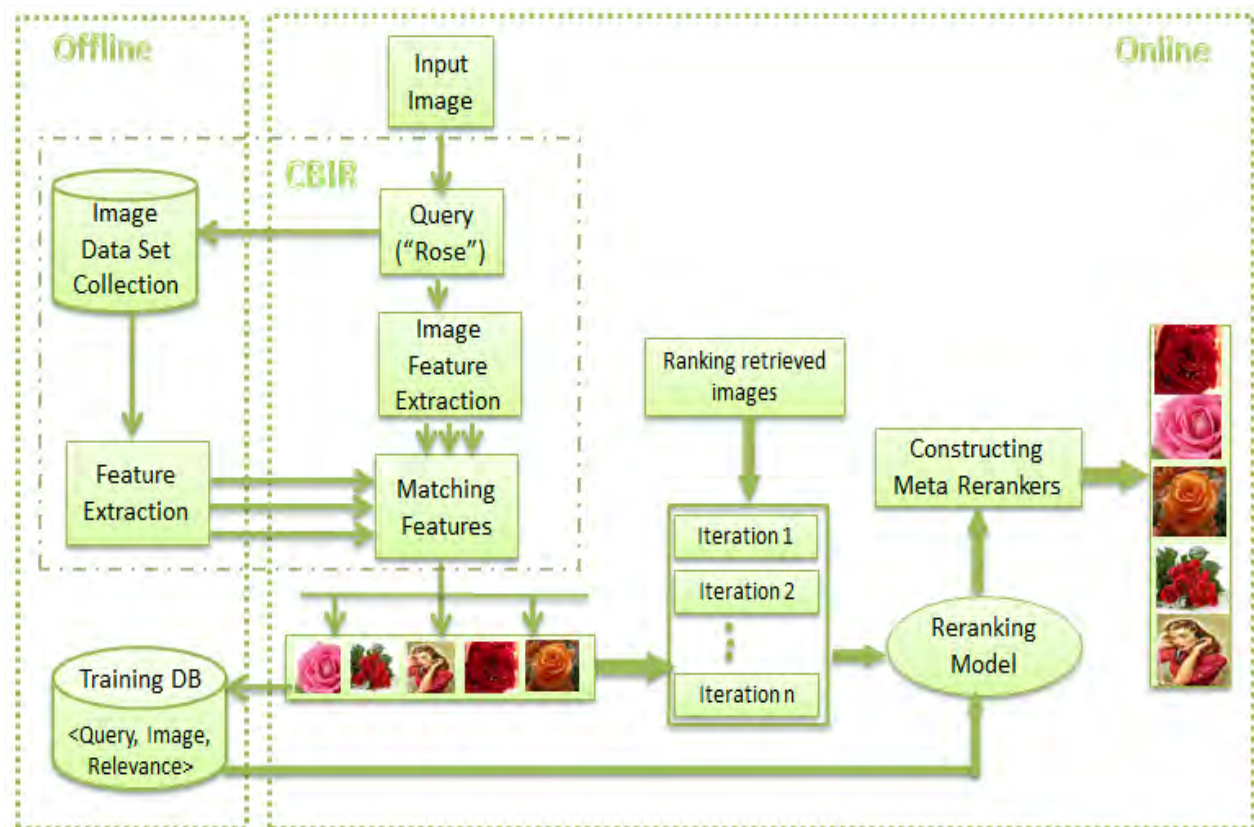 Offline
Online
Input
Image
CBIR
Image
Data Set
Collection
Query
(“Rose”)
Image
Feature
Extraction
Ranking retrieved
images
Feature
Extraction
Matching
Features
Constructing
Meta Rerankers
Iteration 1
Iteration 2
Iteration n
Reranking
Model
Training DB
<Query, Image,
Relevance>